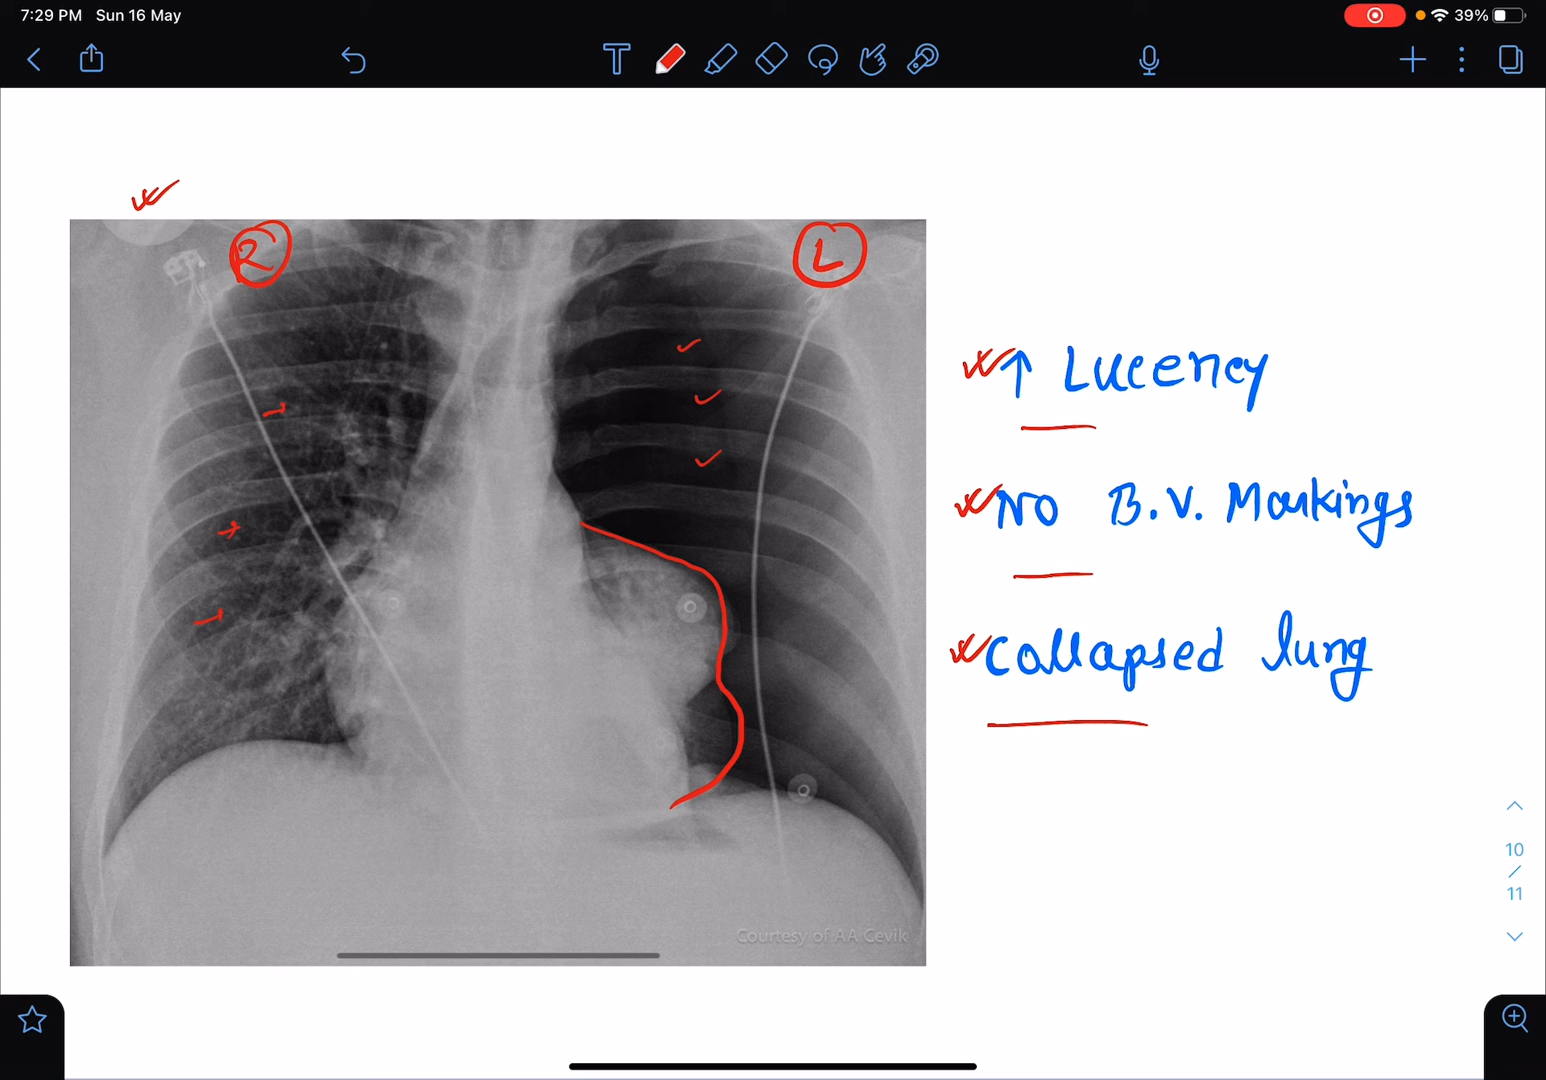 7:29 PM Sun 16 May
39%
T
R
L
↑ Lucency
No B.V. Markings
Collapsed lung
10
/
11
Courtesy of AA Cevik